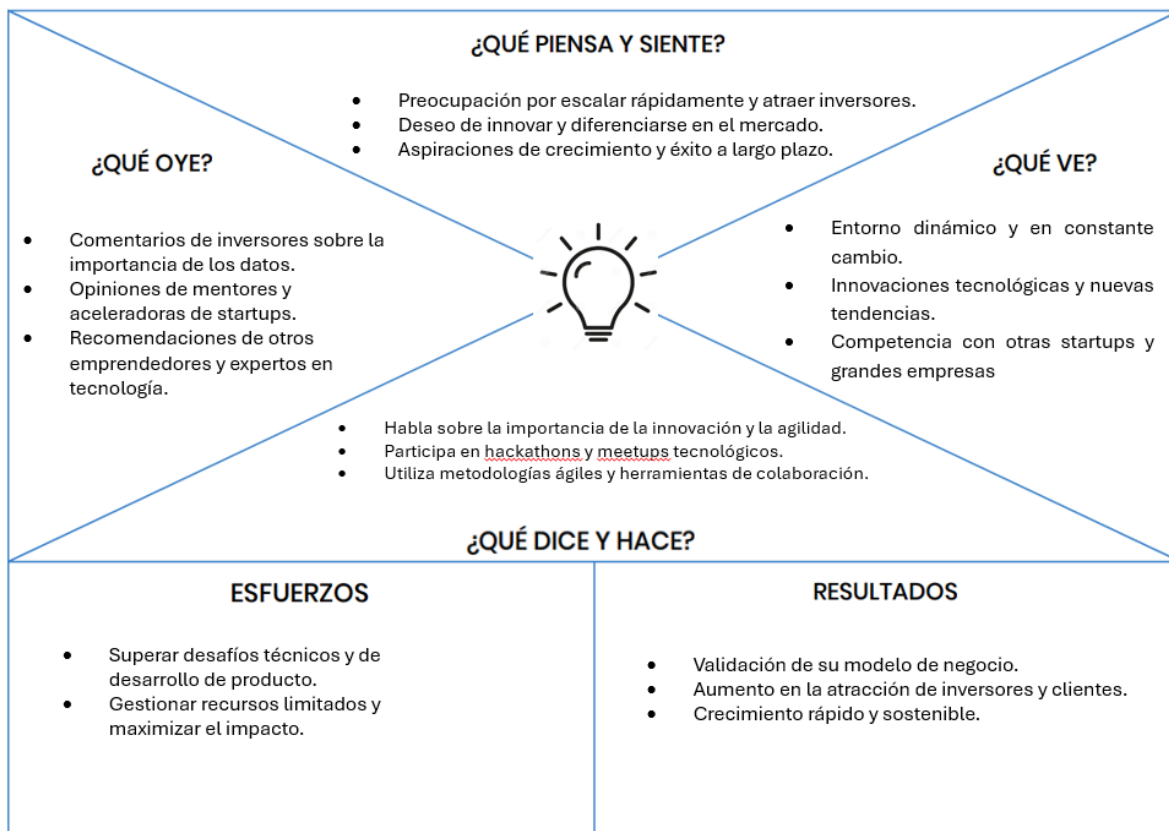 ¿QUÉ PIENSA Y SIENTE?
• Preocupación por escalar rápidamente y atraer inversores.
• Deseo de innovar y diferenciarse en el mercado.
• Aspiraciones de crecimiento y éxito a largo plazo.
¿QUÉ OYE?
• Comentarios de inversores sobre la
importancia de los datos.
• Opiniones de mentores y
aceleradoras de startups.
• Recomendaciones de otros
emprendedores y expertos en
tecnología.
¿QUÉ VE?
• Entorno dinámico y en constante
cambio.
• Innovaciones tecnológicas y nuevas
tendencias.
• Competencia con otras startups y
grandes empresas
• Habla sobre la importancia de la innovación y la agilidad.
• Participa en hackathons y meetups tecnológicos.
• Utiliza metodologías ágiles y herramientas de colaboración.
¿QUÉ DICE Y HACE?
ESFUERZOS
• Superar desafíos técnicos y de
desarrollo de producto.
• Gestionar recursos limitados y
maximizar el impacto.
RESULTADOS
• Validación de su modelo de negocio.
• Aumento en la atracción de inversores y clientes.
• Crecimiento rápido y sostenible.